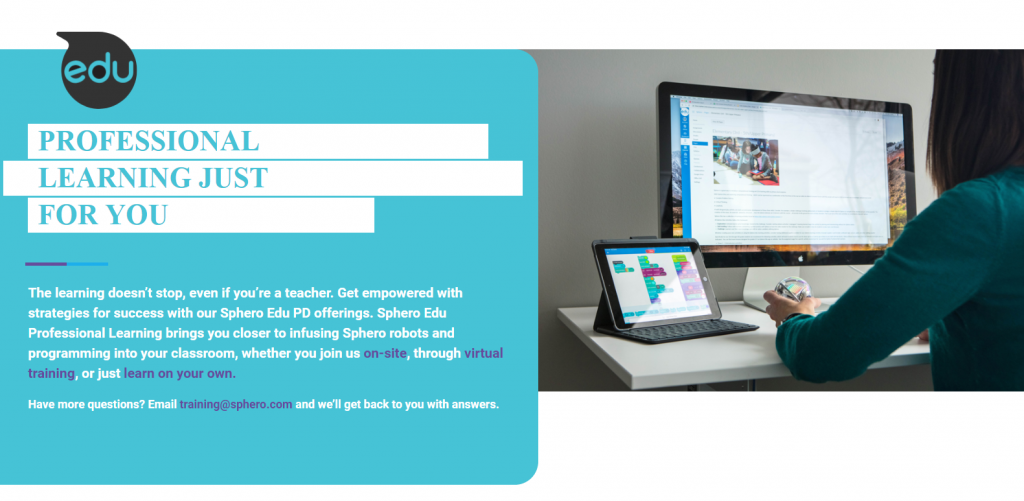 edu
PROFESSIONAL
LEARNING JUST
FOR YOU
The learning doesn't stop, even if you're a teacher. Get empowered with
strategies for success with our Sphero Edu PD offerings. Sphero Edu
Professional Learning brings you closer to infusing Sphero robots and
programming into your classroom, whether you join us on-site, through virtual
training, or just learn on your own.
Have more questions? Email training@sphero.com and we'll get back to you with answers.